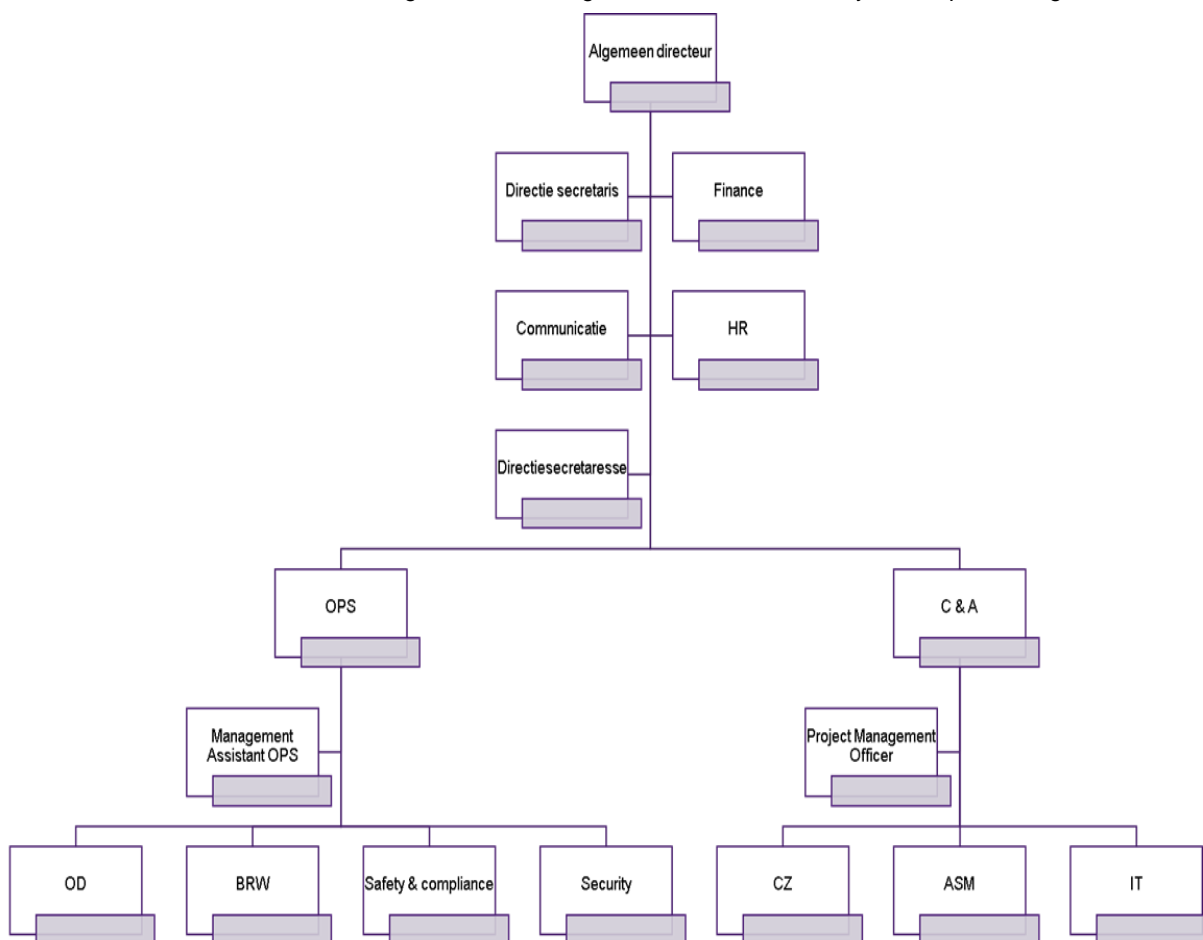 Algemeen directeur
Directie secretaris
Finance
Communicatie
HR
Directiesecretaresse
OPS
C & A
Management
Assistant OPS
Project Management
Officer
OD
BRW
Safety & compliance
Security
CZ
ASM
IT